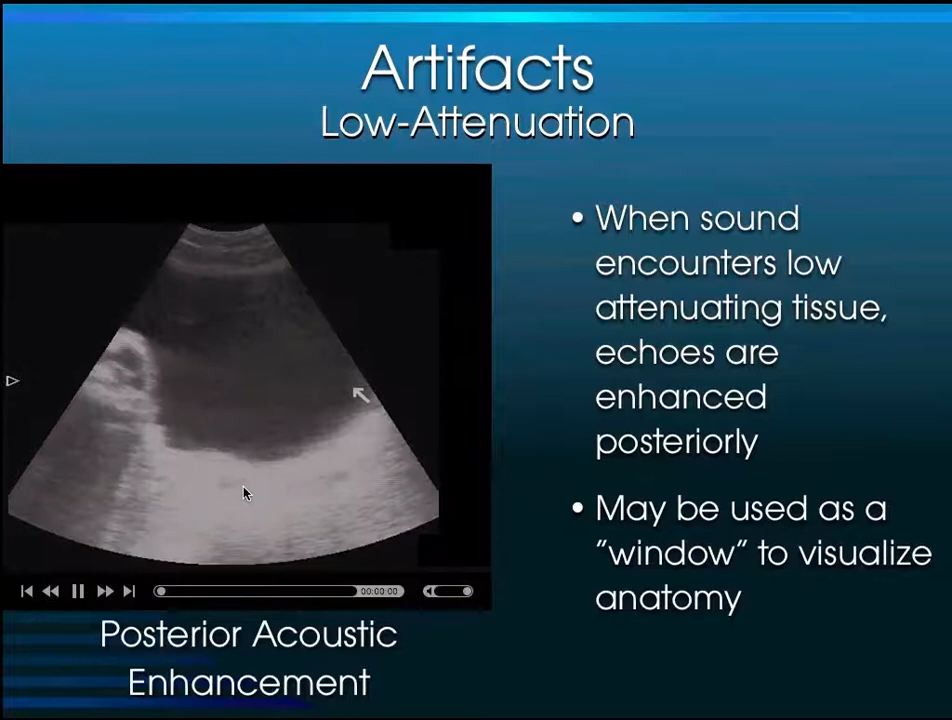 Artifacts
Low-Attenuation
• When sound
encounters low
attenuating tissue,
echoes are
enhanced
posteriorly
• May be used as a
"window" to visualize
anatomy
00:00:00
Posterior Acoustic
Enhancement